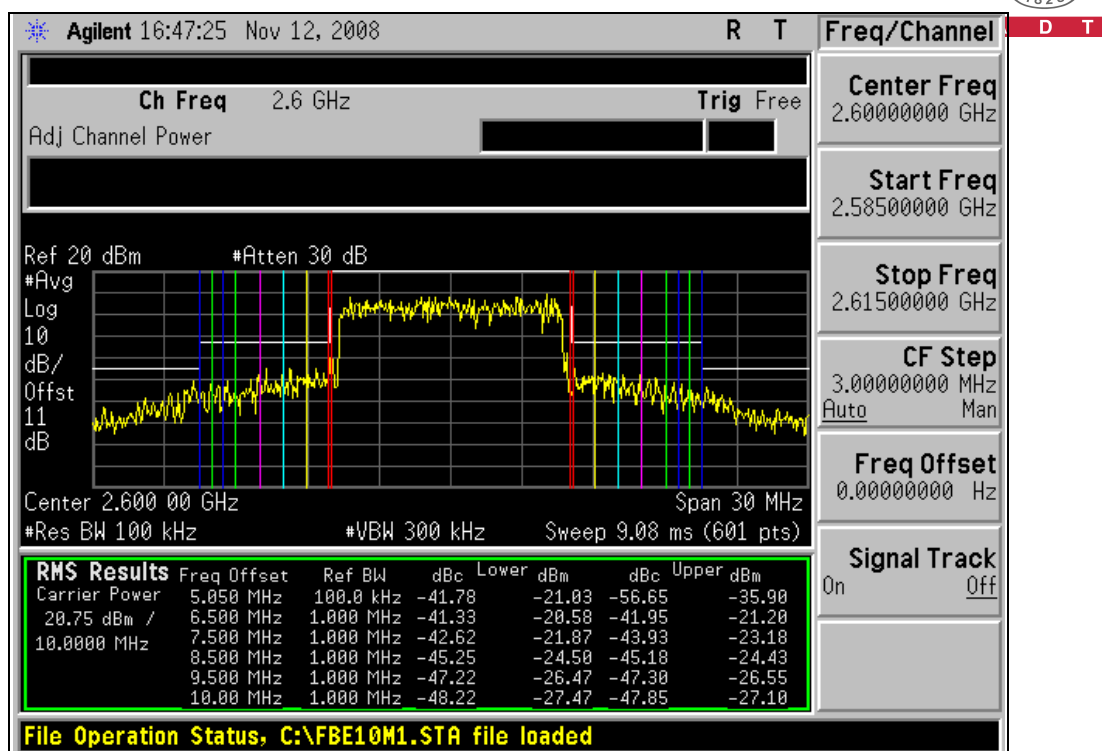 Agilent 16:47:25 Nov 12, 2008 R T
Freq/Channel
D T
Ch Freq 2.6 GHz Trig Free
Adj Channel Power
Center Freq
2.60000000 GHz
Start Freq
2.58500000 GHz
Stop Freq
2.61500000 GHz
CF Step
3.00000000 MHz
Auto Man
Freq Offset
0.00000000 Hz
Signal Track
On Off
Ref 20 dBm #Atten 30 dB
#Avg
Log
10
dB/
Offst
11
dB
Center 2.600 00 GHz Span 30 MHz
#Res BW 100 kHz #VBW 300 kHz Sweep 9.08 ms (601 pts)
RMS Results Freq Offset Ref BW dBc Lower dBm dBc Upper dBm
Carrier Power 5.050 MHz 100.0 kHz -41.78 -21.03 -56.65 -35.90
20.75 dBm / 6.500 MHz 1.000 MHz -41.33 -20.58 -41.95 -21.20
10.0000 MHz 7.500 MHz 1.000 MHz -42.62 -21.87 -43.93 -23.18
8.500 MHz 1.000 MHz -45.25 -24.50 -45.18 -24.43
9.500 MHz 1.000 MHz -47.22 -26.47 -47.30 -26.55
10.00 MHz 1.000 MHz -48.22 -27.47 -47.85 -27.10
File Operation Status, C:\FBE10M1.STA file loaded